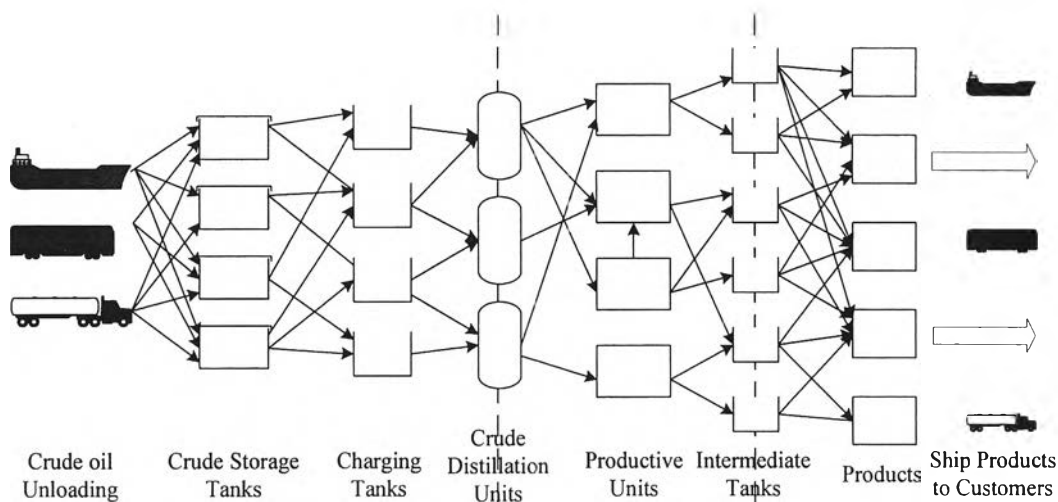 Crude oil
Unloading
Crude Storage
Tanks
Charging
Tanks
Crude
Distillation
Units
Productive
Units
Intermediate
Tanks
Products
Ship Products
to Customers